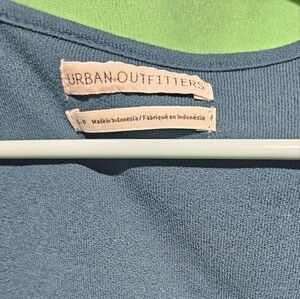 URBAN OUTFITTERS
Made in Indonesia / Fabriqué en Indonésie